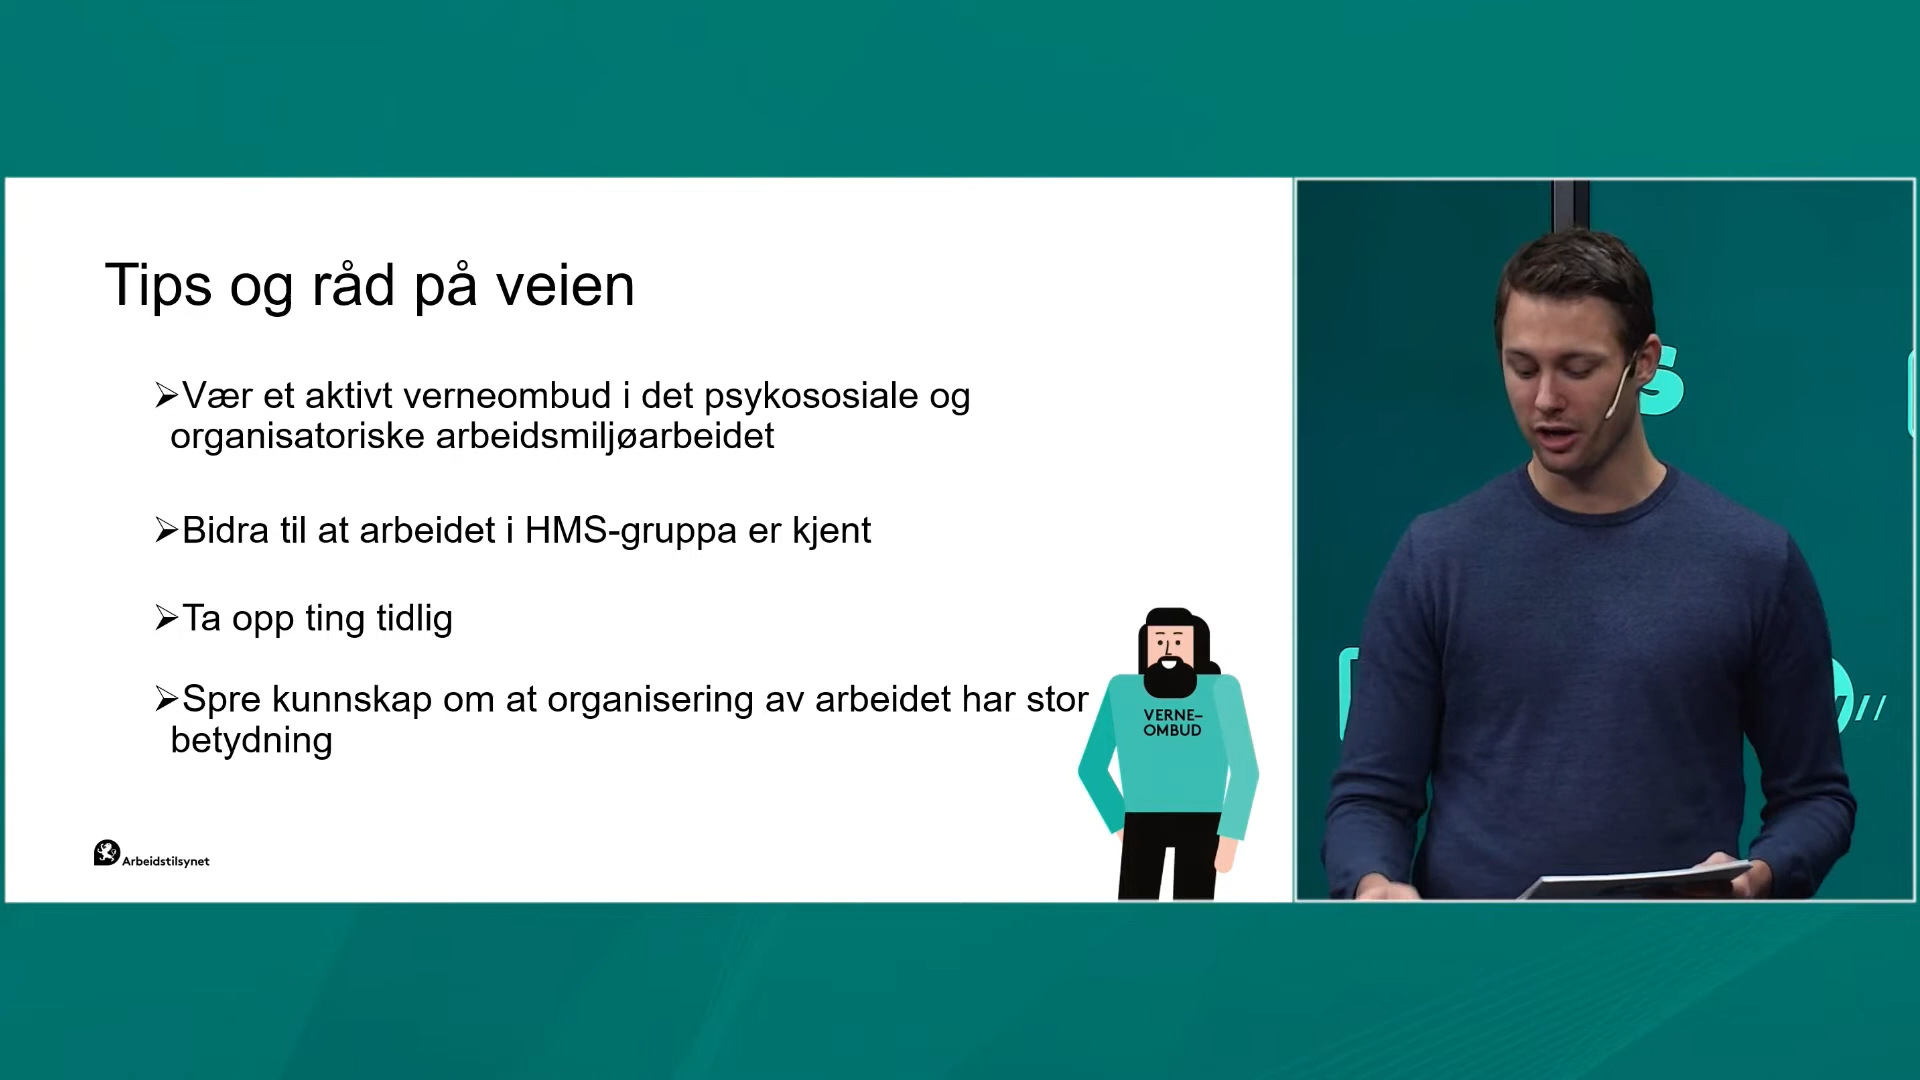 Tips og råd på veien
➢Vær et aktivt verneombud i det psykososiale og
organisatoriske arbeidsmiljøarbeidet
➢Bidra til at arbeidet i HMS-gruppa er kjent
➢Ta opp ting tidlig
➢Spre kunnskap om at organisering av arbeidet har stor
betydning
VERNE–
OMBUD
Arbeidstilsynet